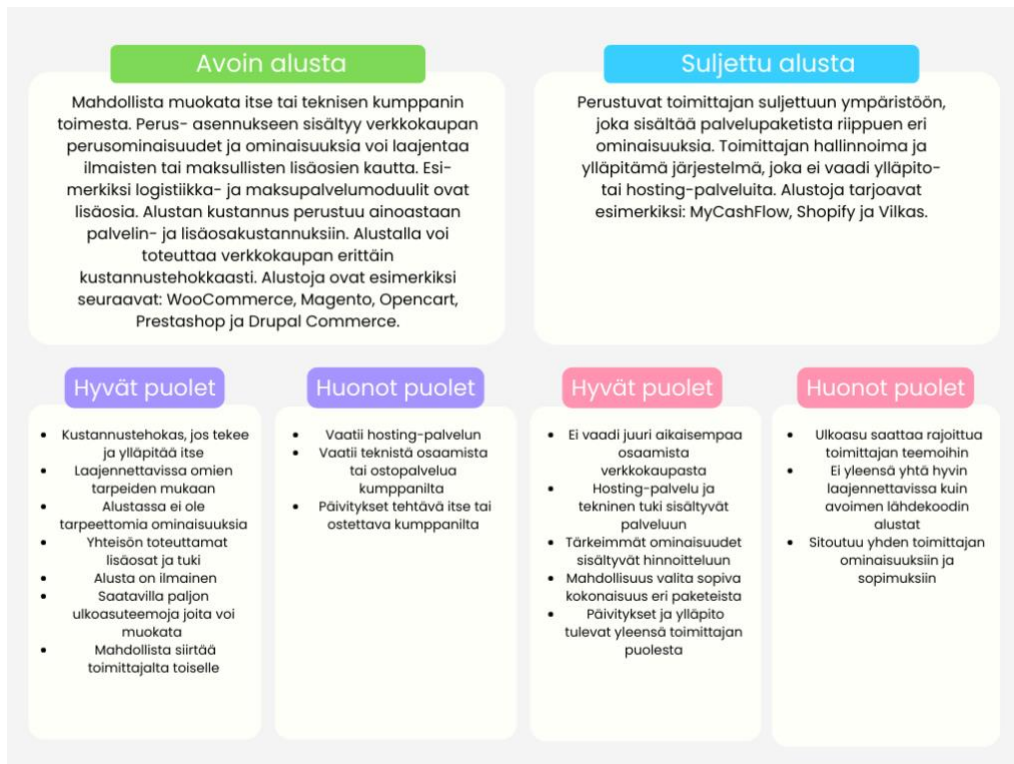 Avoin alusta
Mahdollista muokata itse tai teknisen kumppanin
toimesta. Perus- asennukseen sisältyy verkkokaupan
perusominaisuudet ja ominaisuuksia voi laajentaa
ilmaisten tai maksullisten lisäosien kautta. Esi-
merkiksi logistiikka- ja maksupalvelumoduulit ovat
lisäosia. Alustan kustannus perustuu ainoastaan
palvelin- ja lisäosakustannuksiin. Alustalla voi
toteuttaa verkkokaupan erittäin
kustannustehokkaasti. Alustoja ovat esimerkiksi
seuraavat: WooCommerce, Magento, Opencart,
Prestashop ja Drupal Commerce.
Suljettu alusta
Perustuvat toimittajan suljettuun ympäristöön,
joka sisältää palvelupaketista riippuen eri
ominaisuuksia. Toimittajan hallinnoima ja
ylläpitämä järjestelmä, joka ei vaadi ylläpito-
tai hosting-palveluita. Alustoja tarjoavat
esimerkiksi: MyCashFlow, Shopify ja Vilkas.
Hyvät puolet
• Kustannustehokas, jos tekee
ja ylläpitää itse
• Laajennettavissa omien
tarpeiden mukaan
• Alustassa ei ole
tarpeettomia ominaisuuksia
• Yhteisön toteuttamat
lisäosat ja tuki
• Alusta on ilmainen
• Saatavilla paljon
ulkoasuteemoja joita voi
muokata
• Mahdollista siirtää
toimittajalta toiselle
Huonot puolet
• Vaatii hosting-palvelun
• Vaatii teknistä osaamista
tai ostopalvelua
kumppanilta
• Päivitykset tehtävä itse tai
ostettava kumppanilta
Hyvät puolet
• Ei vaadi juuri aikaisempaa
osaamista
verkkokaupasta
• Hosting-palvelu ja
tekninen tuki sisältyvät
palveluun
• Tärkeimmät ominaisuudet
sisältyvät hinnoitteluun
• Mahdollisuus valita sopiva
kokonaisuus eri paketeista
• Päivitykset ja ylläpito
tulevat yleensä toimittajan
puolesta
Huonot puolet
• Ulkoasu saattaa rajoittua
toimittajan teemoihin
• Ei yleensä yhtä hyvin
laajennettavissa kuin
avoimen lähdekoodin
alustat
• Sitoutuu yhden toimittajan
ominaisuuksiin ja
sopimuksiin